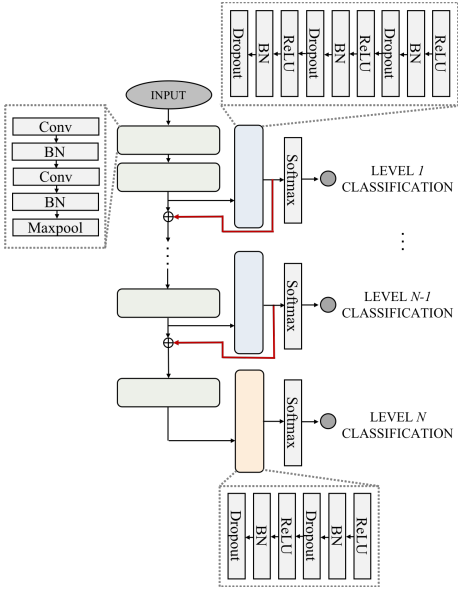 Dropout
BN
ReLU
Dropout
BN
ReLU
Dropout
BN
ReLU
INPUT
Conv
BN
Conv
BN
Maxpool
Softmax
LEVEL 1
CLASSIFICATION
Softmax
LEVEL N-1
CLASSIFICATION
Softmax
LEVEL N
CLASSIFICATION
Dropout
BN
ReLU
Dropout
BN
ReLU